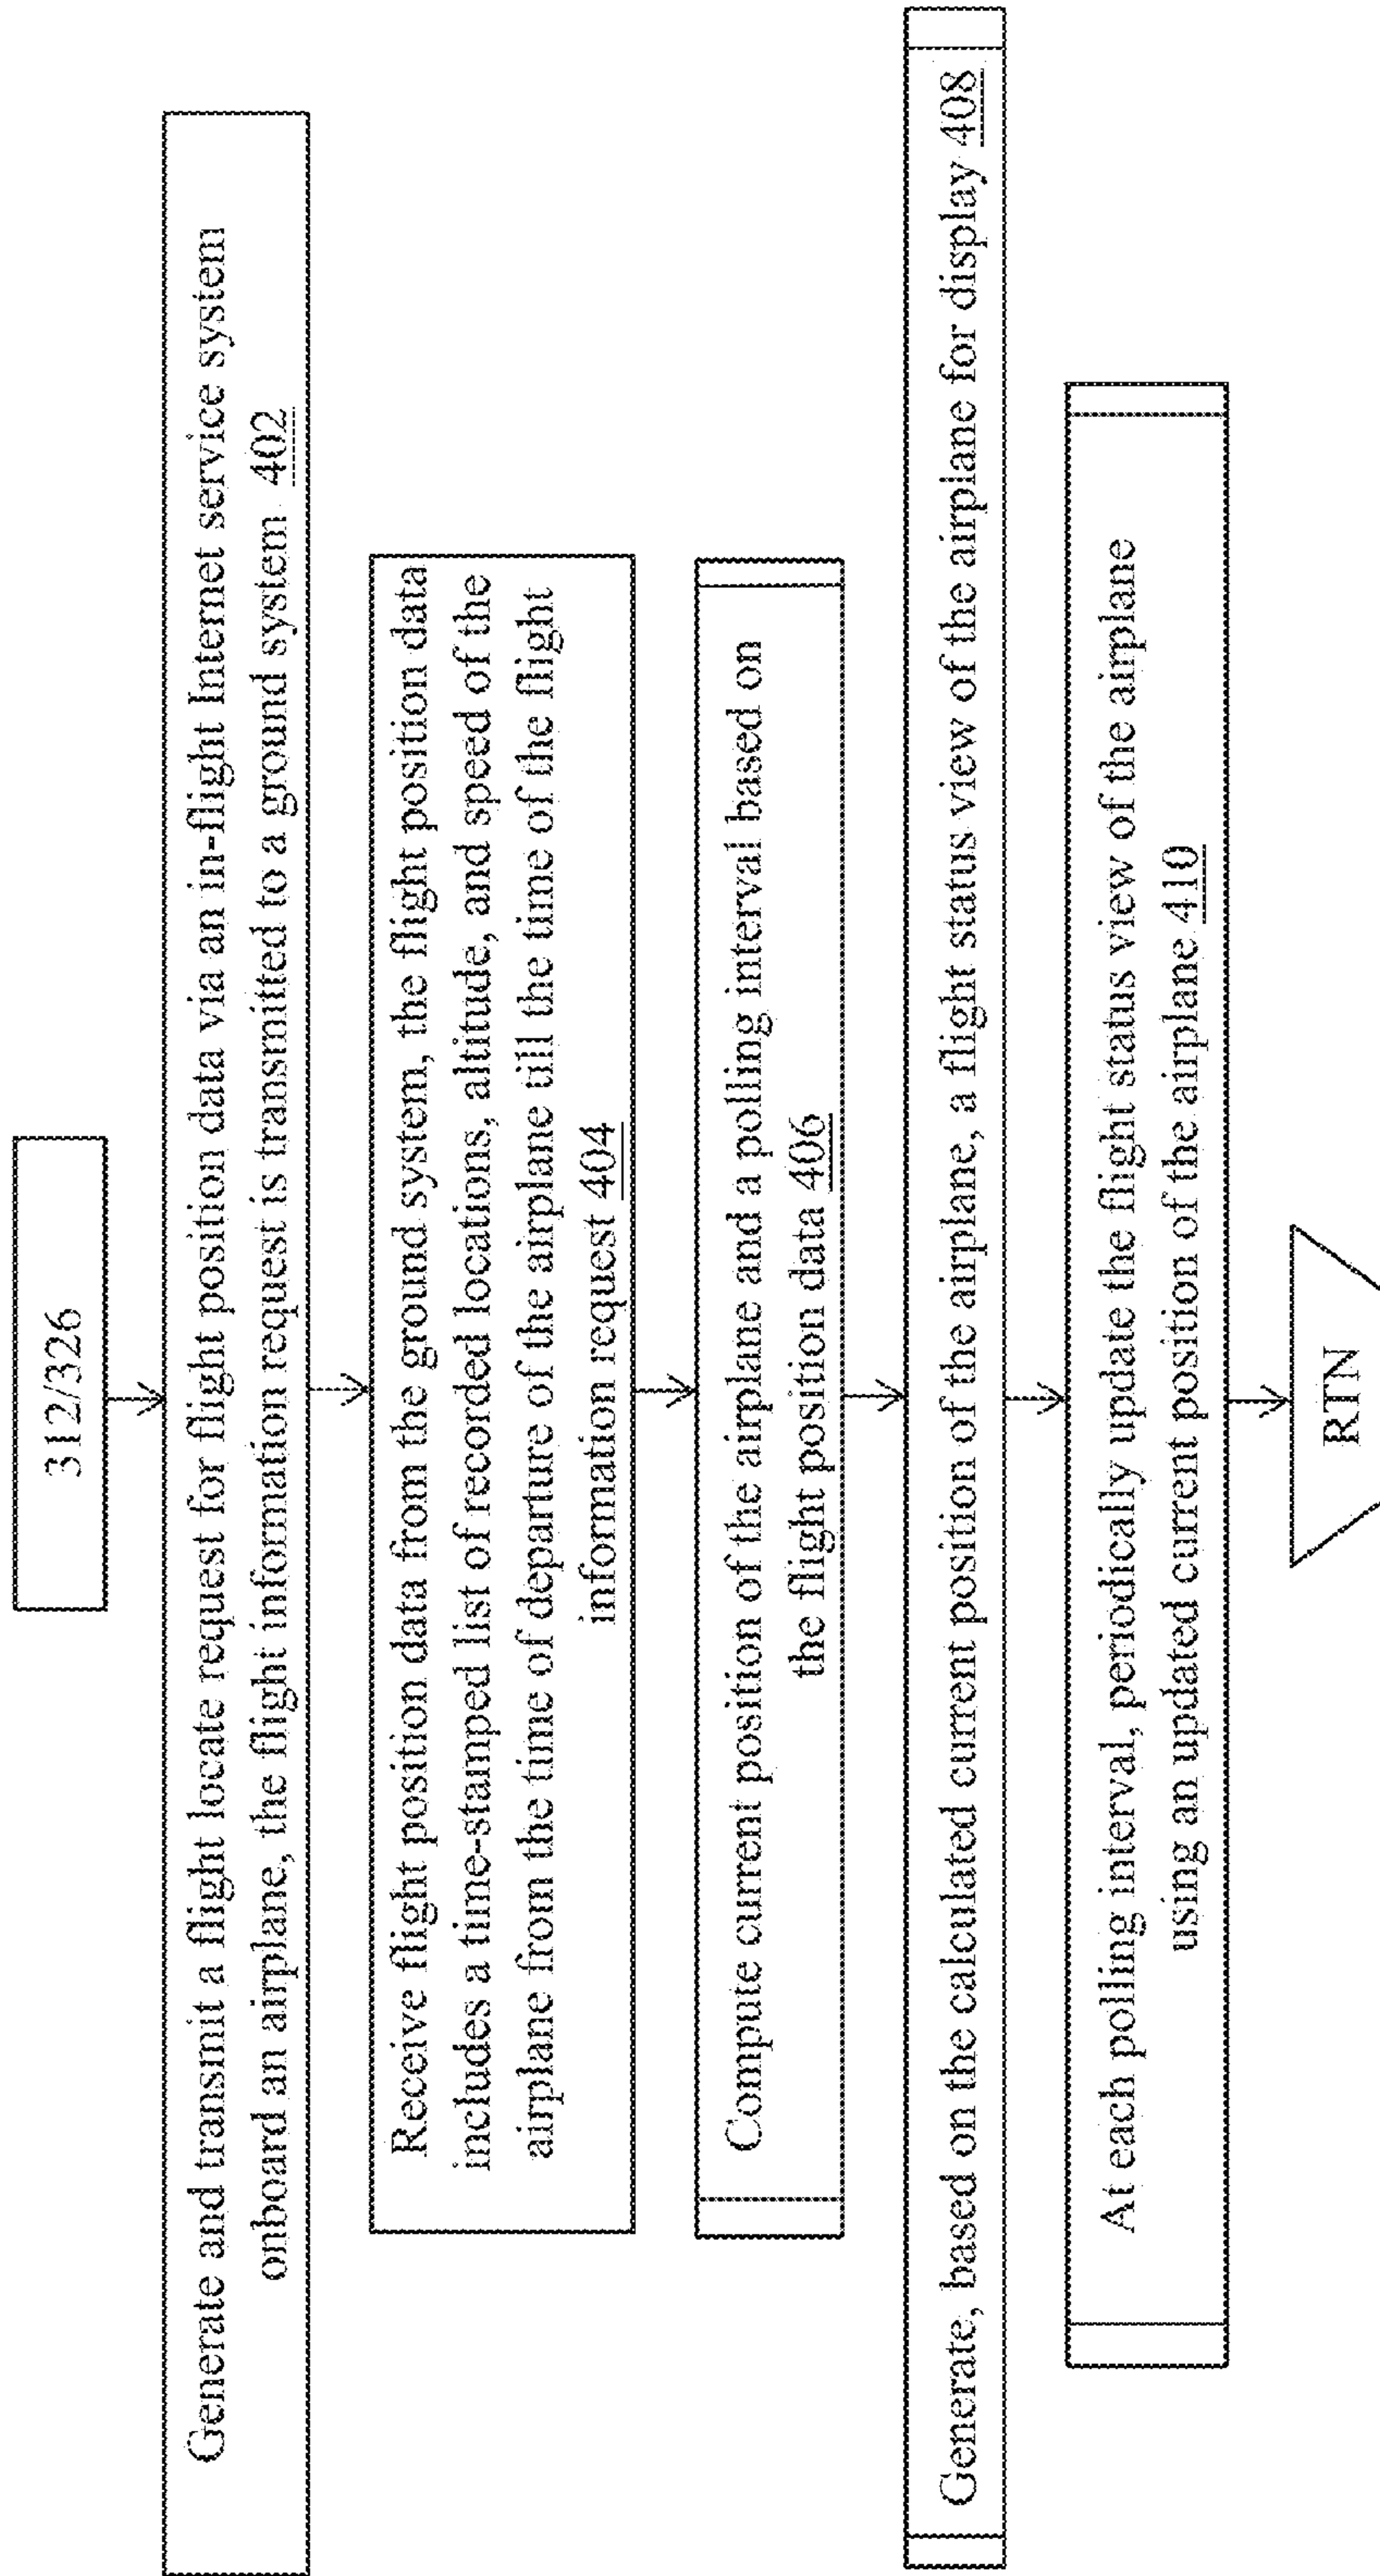 312/326
Generate and transmit a flight locate request for flight position data via an in-flight Internet service system
onboard an airplane, the flight information request is transmitted to a ground system 402
Receive flight position data from the ground system, the flight position data
includes a time-stamped list of recorded locations, altitude, and speed of the
airplane from the time of departure of the airplane till the time of the flight
information request 404
Compute current position of the airplane and a polling interval based on
the flight position data 406
Generate, based on the calculated current position of the airplane, a flight status view of the airplane for display 408
At each polling interval, periodically update the flight status view of the airplane
using an updated current position of the airplane 410
RTN